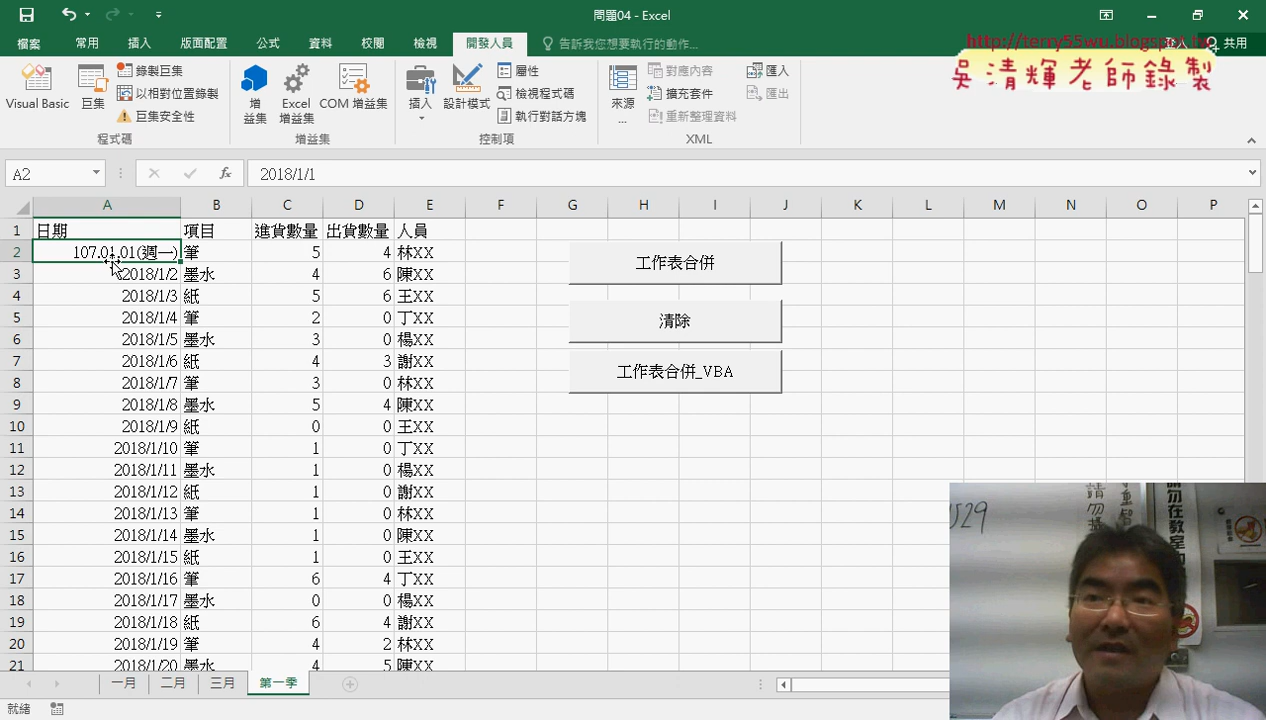 問題04 - Excel
http://terry55wu.blogspot.tw
檔案 常用 插入 版面配置 公式 資料 校閱 檢視 開發人員 告訴我您想要執行的動作... 共用
吳清輝老師錄製
Visual Basic 巨集 錄製巨集 以相對位置錄製 巨集安全性 程式碼
增益集 Excel 增益集 COM 增益集 增益集
插入 設計模式 屬性 檢視程式碼 執行對話方塊 控制項
來源... 對應內容 擴充套件 重新整理資料 匯入 匯出 XML
A2 fx 2018/1/1
A B C D E F G H I J K L M N O P
1 日期 項目 進貨數量 出貨數量 人員
2 107.01.01(週一) 筆 5 4 林XX
3 2018/1/2 墨水 4 6 陳XX
4 2018/1/3 紙 5 6 王XX
5 2018/1/4 筆 2 0 丁XX
6 2018/1/5 墨水 3 0 楊XX
7 2018/1/6 紙 4 3 謝XX
8 2018/1/7 筆 3 0 林XX
9 2018/1/8 墨水 5 4 陳XX
10 2018/1/9 紙 0 0 王XX
11 2018/1/10 筆 1 0 丁XX
12 2018/1/11 墨水 1 0 楊XX
13 2018/1/12 紙 1 0 謝XX
14 2018/1/13 筆 1 0 林XX
15 2018/1/14 墨水 1 0 陳XX
16 2018/1/15 紙 1 0 王XX
17 2018/1/16 筆 6 4 丁XX
18 2018/1/17 墨水 0 0 楊XX
19 2018/1/18 紙 6 4 謝XX
20 2018/1/19 筆 4 2 林XX
21 2018/1/20 墨水 4 5 陳XX
工作表合併
清除
工作表合併_VBA
529
請勿
勿在教室
一月 二月 三月 第一季
就緒